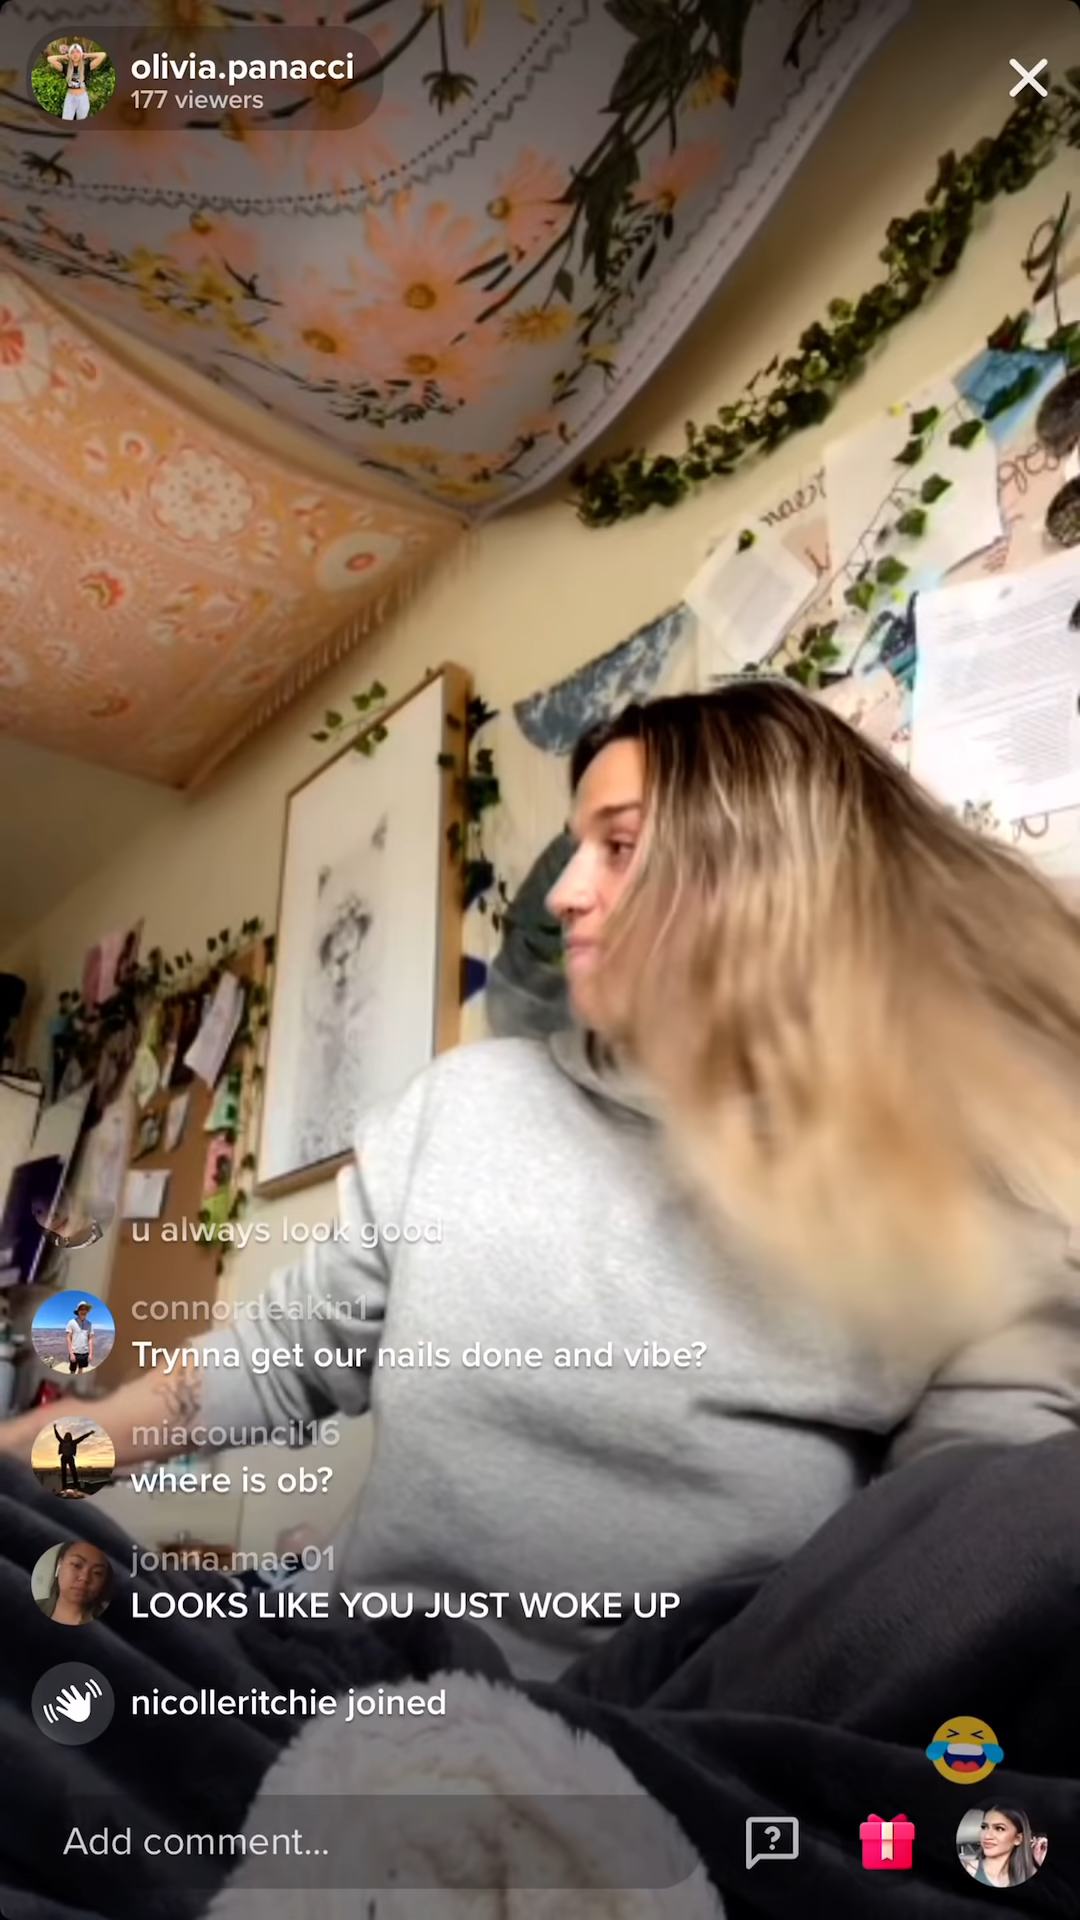 olivia.panacci
177 viewers
u always look good
connordeakin1
Trynna get our nails done and vibe?
miacouncil16
where is ob?
jonna.mae01
LOOKS LIKE YOU JUST WOKE UP
nicolleritchie joined
Add comment...